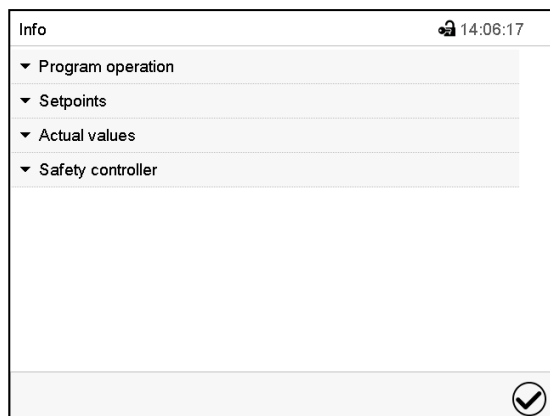 Info 14:06:17
Program operation
Setpoints
Actual values
Safety controller